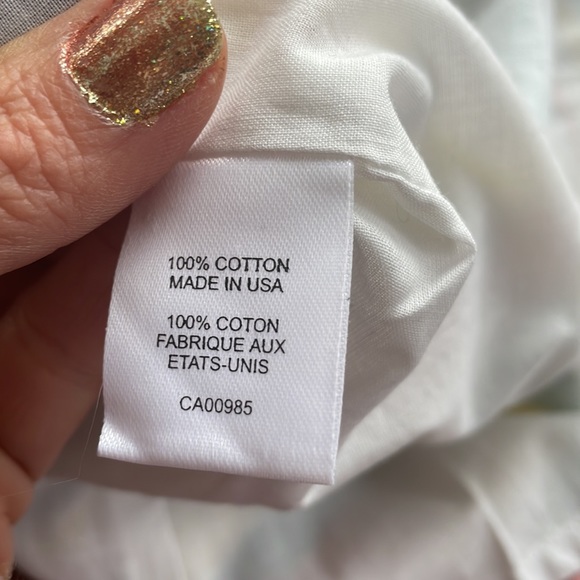 100% COTTON
MADE IN USA
100% COTON
FABRIQUE AUX
ETATS-UNIS
CA00985